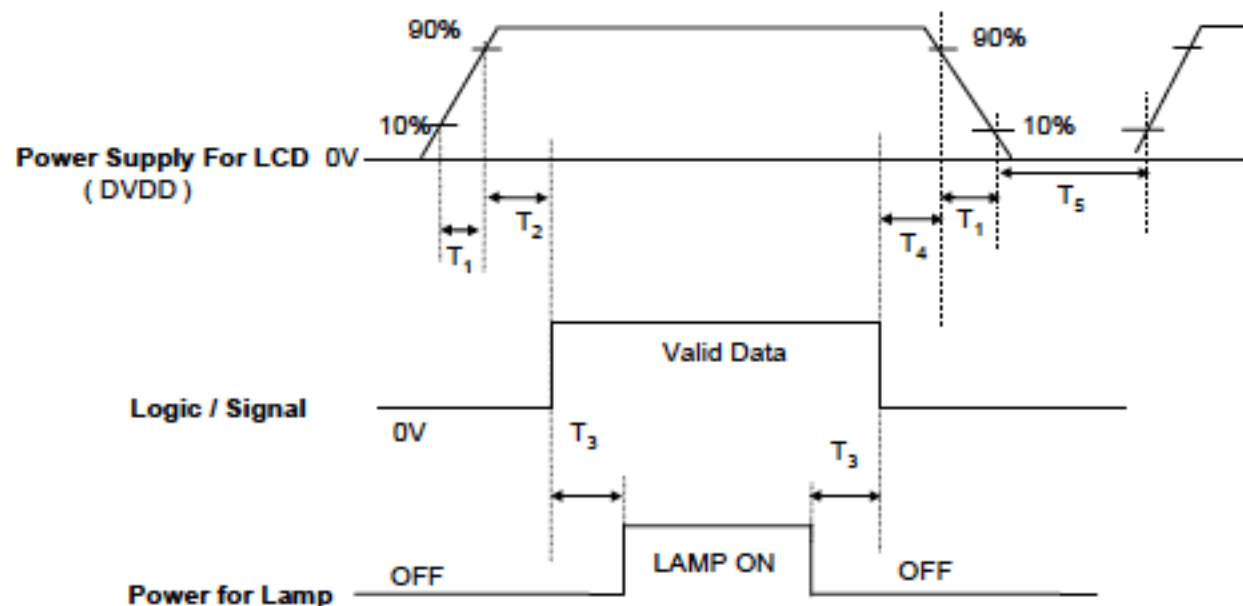 90%
90%
10%
10%
Power Supply For LCD 0V
( DVDD )
T5
T2
T4
T1
T1
Valid Data
Logic / Signal
0V
T3
T3
LAMP ON
OFF
OFF
Power for Lamp